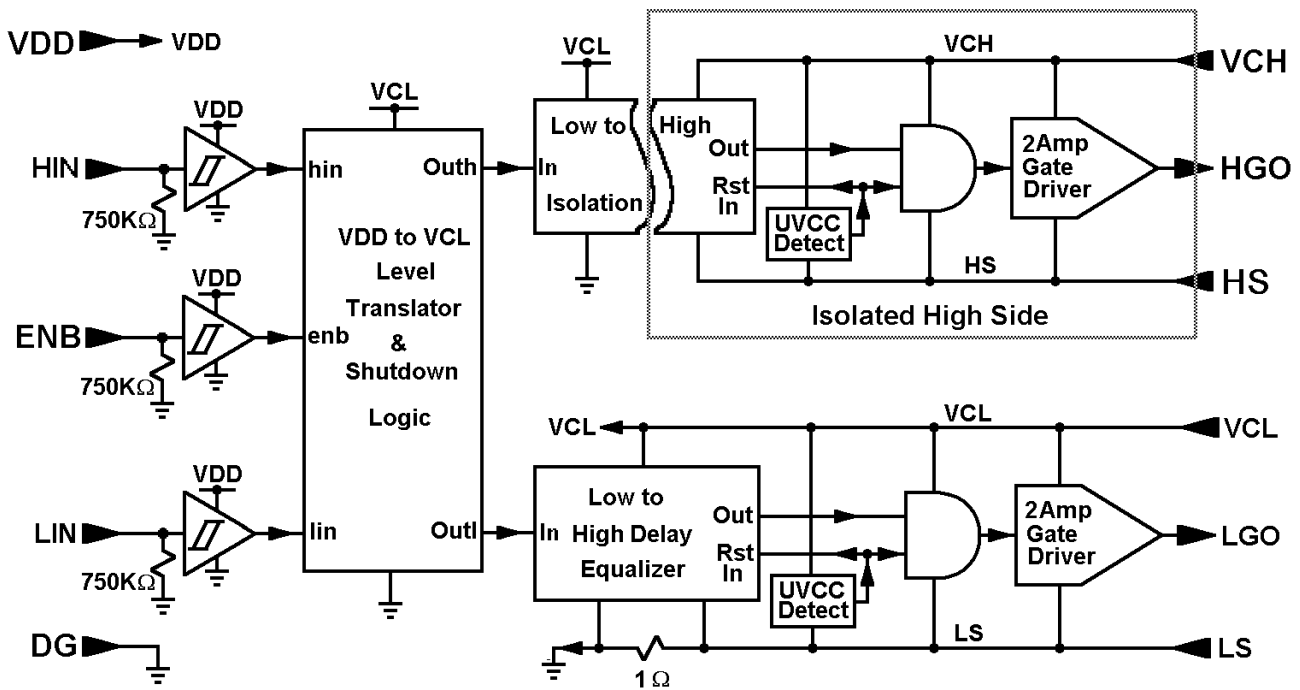 VDD VDD
VCL
VCH
VCH
VDD
VCL
HIN
750KΩ
hin
Outh
In
Low to
Isolation
High
Out
Rst
In
UVCC
Detect
2Amp
Gate
Driver
HGO
HS
HS
Isolated High Side
VDD to VCL
Level
Translator
&
Shutdown
Logic
VDD
ENB
750KΩ
enb
VCL
VCL
VCL
VDD
LIN
750KΩ
lin
Outl
In
Low to
High Delay
Equalizer
Out
Rst
In
UVCC
Detect
2Amp
Gate
Driver
LGO
DG
1 Ω
LS
LS